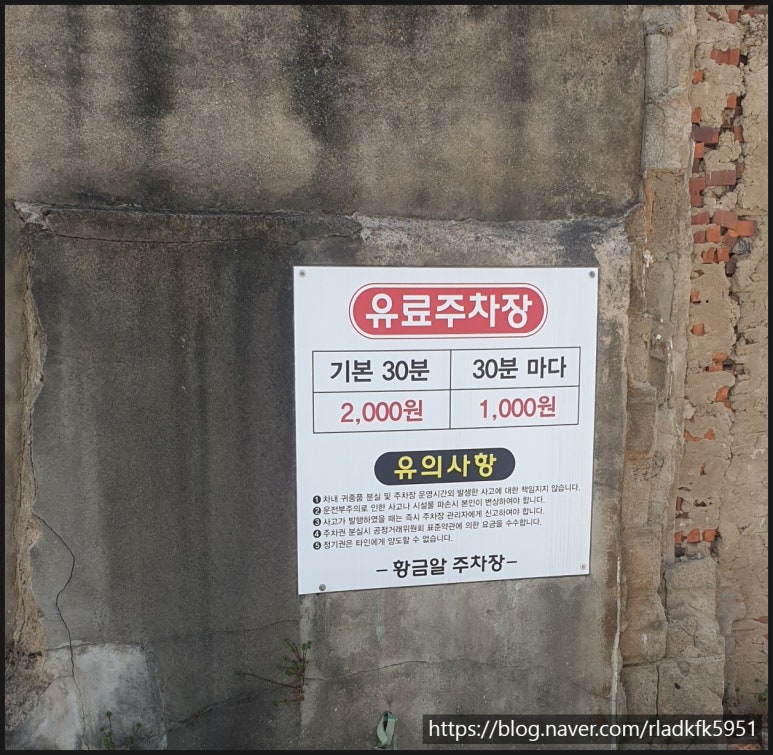 유료주차장
기본 30분 30분 마다
2,000원 1,000원
유의사항
❶ 차내 귀중품 분실 및 주차장 운영시간외 발생한 사고에 대한 책임지지 않습니다.
❷ 운전부주의로 인한 사고나 시설물 파손시 본인이 변상하여야 합니다.
❸ 사고가 발행하였을 때는 즉시 주차장 관리자에게 신고하여야 합니다.
❹ 주차권 분실시 공정거래위원회 표준약관에 의한 요금을 수수합니다.
❺ 정기권은 타인에게 양도할 수 없습니다.
– 황금알 주차장–
https://blog.naver.com/rladkfk5951